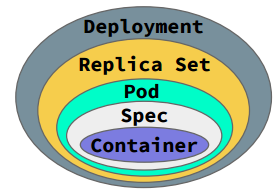 Deployment
Replica Set
Pod
Spec
Container